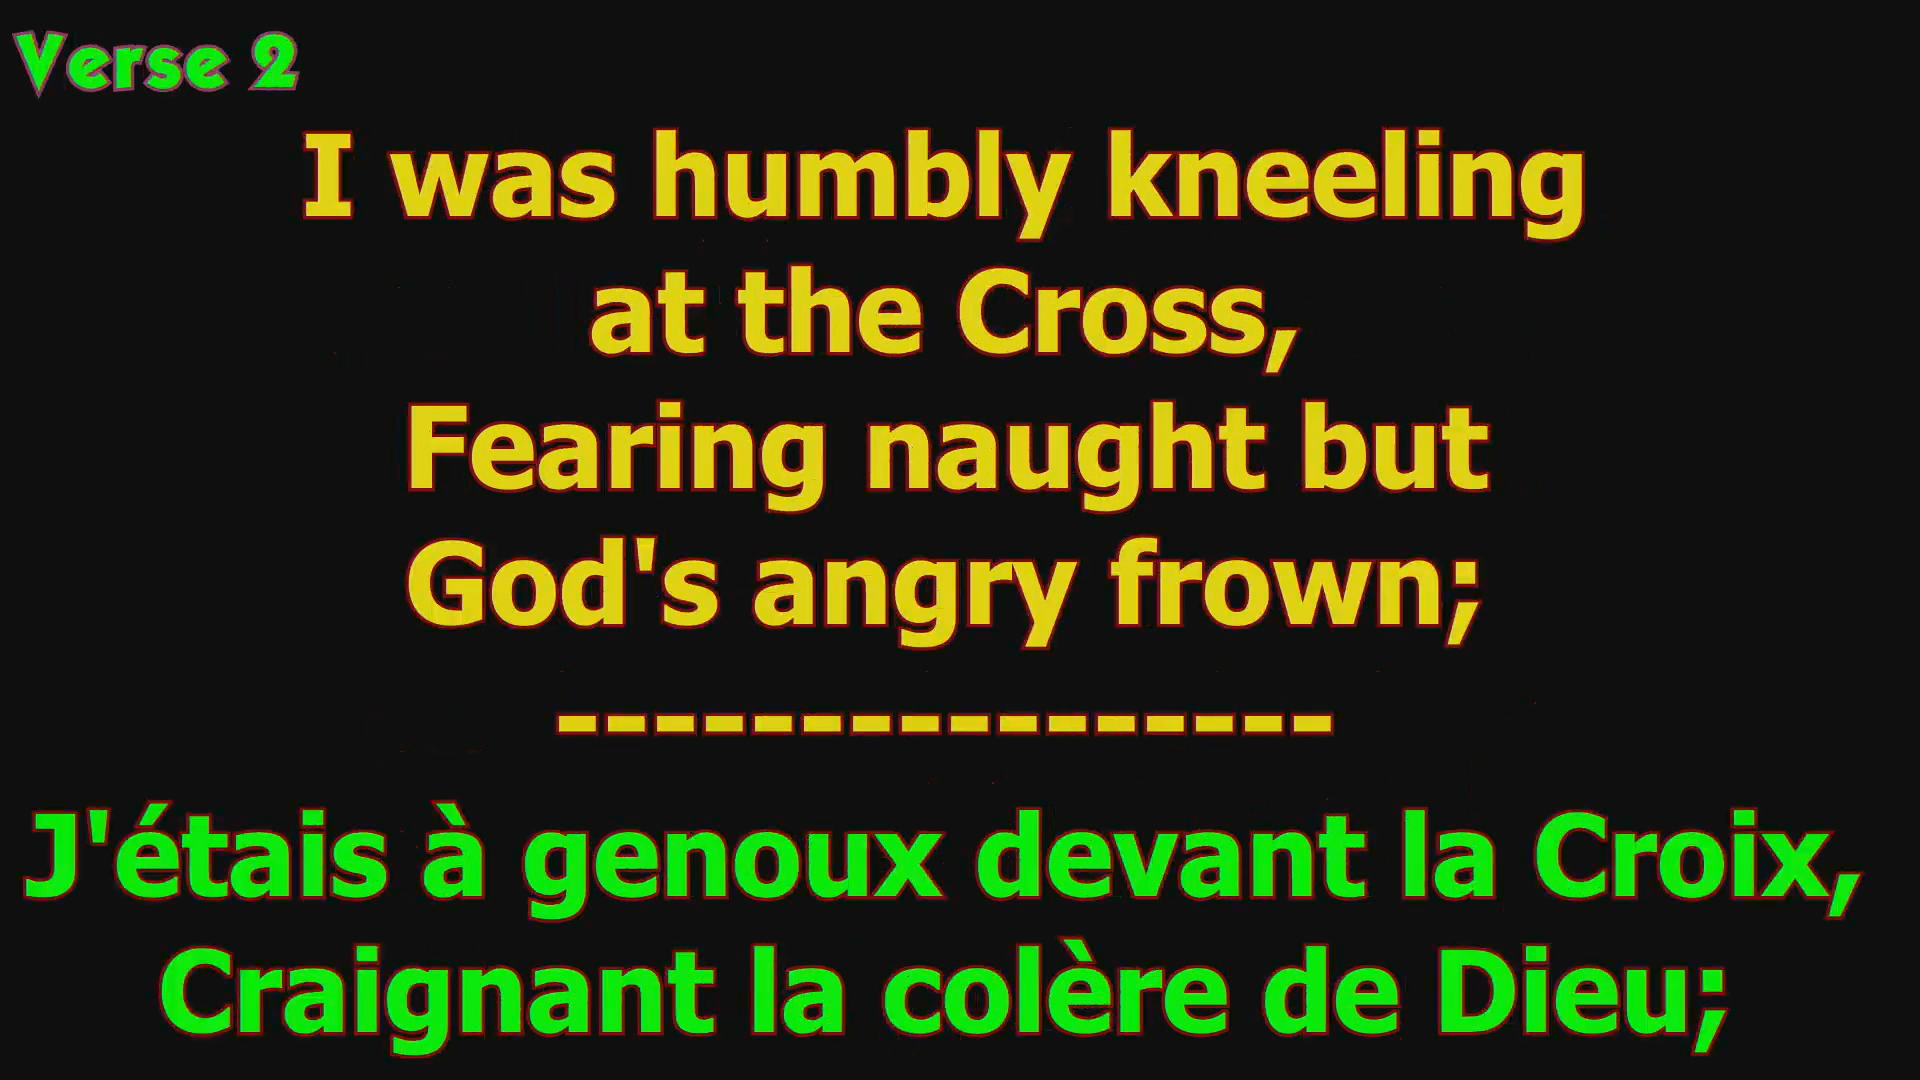 Verse 2
I was humbly kneeling
at the Cross,
Fearing naught but
God's angry frown;
----------------
J'étais à genoux devant la Croix,
Craignant la colère de Dieu;